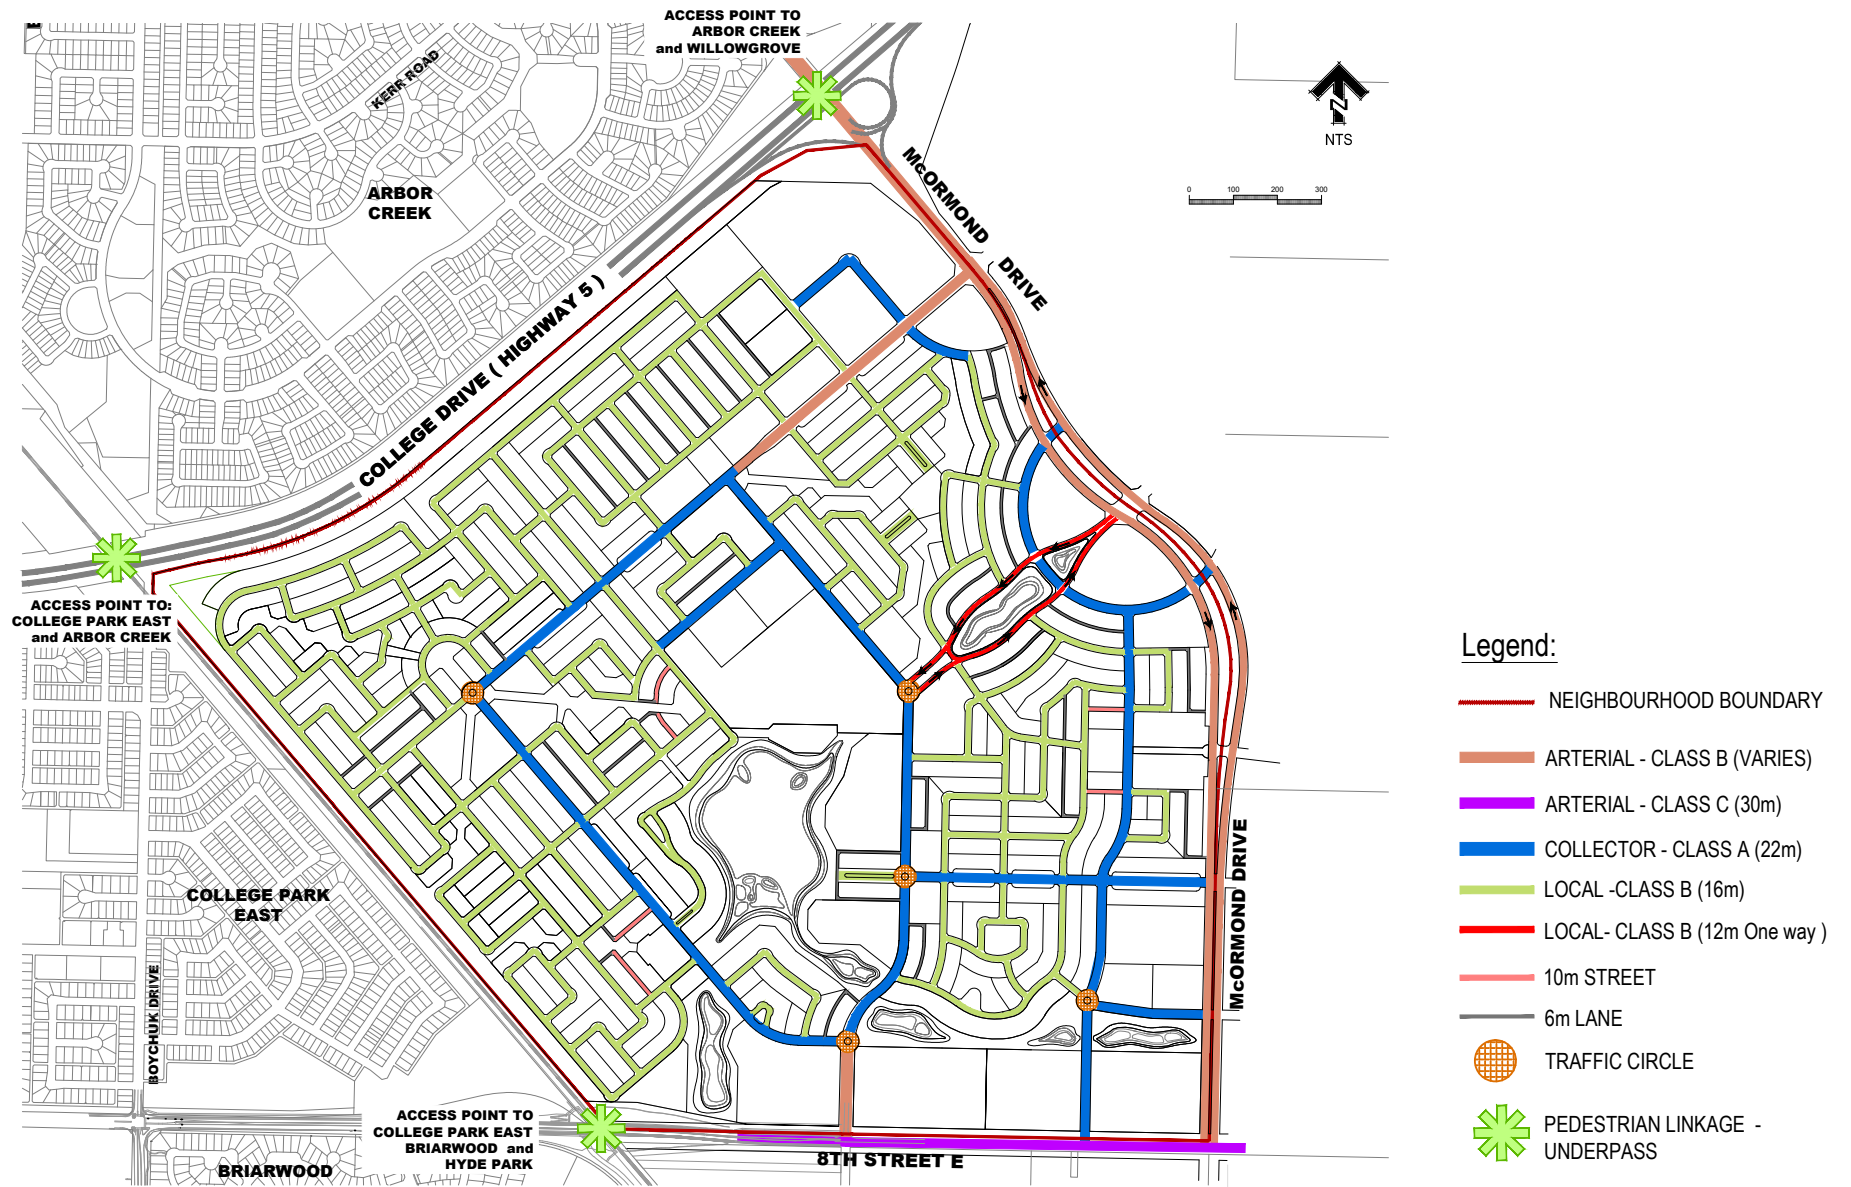 ACCESS POINT TO
ARBOR CREEK
and WILLOWGROVE
KERR ROAD
ARBOR
CREEK
NTS
0 100 200 300
McORMOND
DRIVE
COLLEGE DRIVE ( HIGHWAY 5 )
ACCESS POINT TO:
COLLEGE PARK EAST
and ARBOR CREEK
COLLEGE PARK
EAST
BOYCHUK DRIVE
McORMOND DRIVE
ACCESS POINT TO
COLLEGE PARK EAST
BRIARWOOD and
HYDE PARK
BRIARWOOD
8TH STREET E
Legend:
NEIGHBOURHOOD BOUNDARY
ARTERIAL - CLASS B (VARIES)
ARTERIAL - CLASS C (30m)
COLLECTOR - CLASS A (22m)
LOCAL -CLASS B (16m)
LOCAL- CLASS B (12m One way )
10m STREET
6m LANE
TRAFFIC CIRCLE
PEDESTRIAN LINKAGE -
UNDERPASS